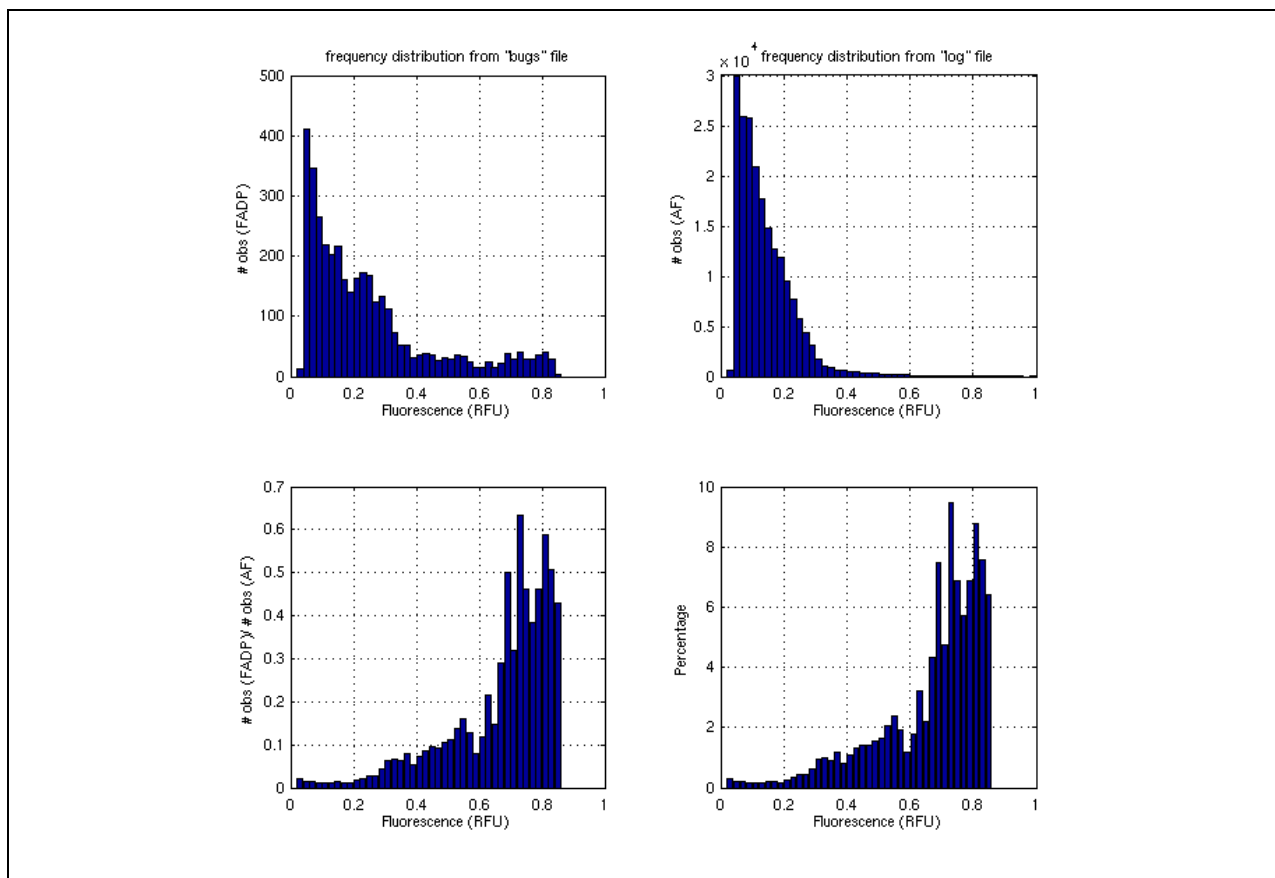 frequency distribution from "bugs" file
500
400
300
200
100
0
# obs (FADP)
0 0.2 0.4 0.6 0.8 1
Fluorescence (RFU)
× 10^4 frequency distribution from "log" file
3
2.5
2
1.5
1
0.5
0
# obs (AF)
0 0.2 0.4 0.6 0.8 1
Fluorescence (RFU)
0.7
0.6
0.5
0.4
0.3
0.2
0.1
0
# obs (FADP)/ # obs (AF)
0 0.2 0.4 0.6 0.8 1
Fluorescence (RFU)
10
8
6
4
2
0
Percentage
0 0.2 0.4 0.6 0.8 1
Fluorescence (RFU)